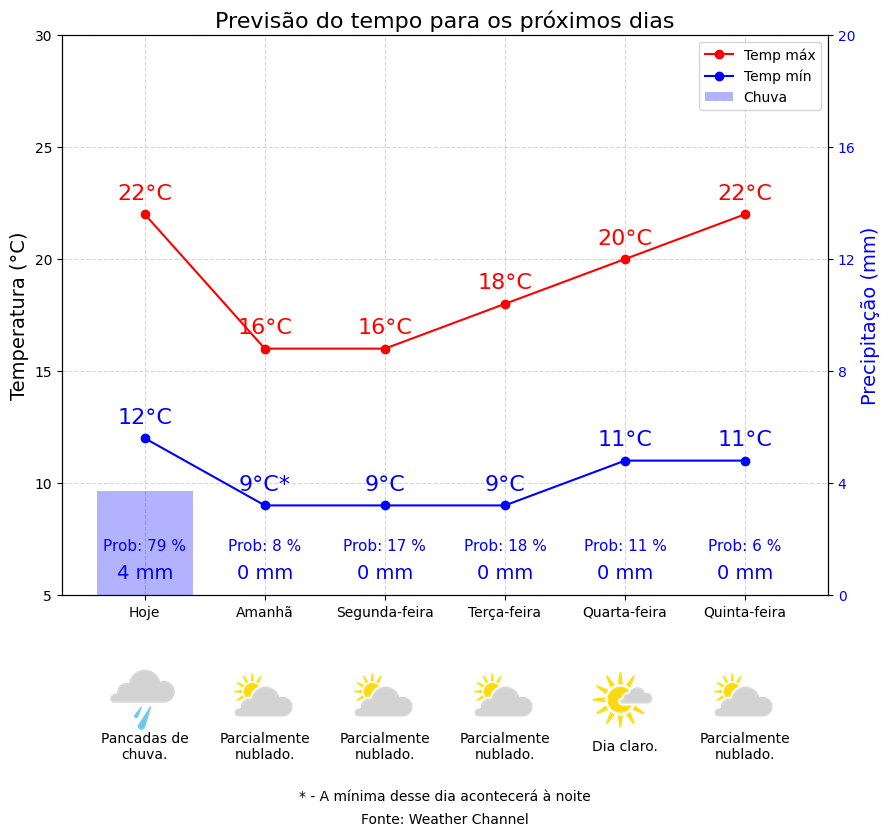 Previsão do tempo para os próximos dias
Temperatura (°C)
Precipitação (mm)
30
25
20
15
10
5
20
16
12
8
4
0
Temp máx
Temp mín
Chuva
22°C 16°C 16°C 18°C 20°C 22°C
12°C 9°C* 9°C 9°C 11°C 11°C
Prob: 79 % Prob: 8 % Prob: 17 % Prob: 18 % Prob: 11 % Prob: 6 %
4 mm 0 mm 0 mm 0 mm 0 mm 0 mm
Hoje Amanhã Segunda-feira Terça-feira Quarta-feira Quinta-feira
Pancadas de
chuva.
Parcialmente
nublado.
Parcialmente
nublado.
Parcialmente
nublado.
Dia claro.
Parcialmente
nublado.
* - A mínima desse dia acontecerá à noite
Fonte: Weather Channel